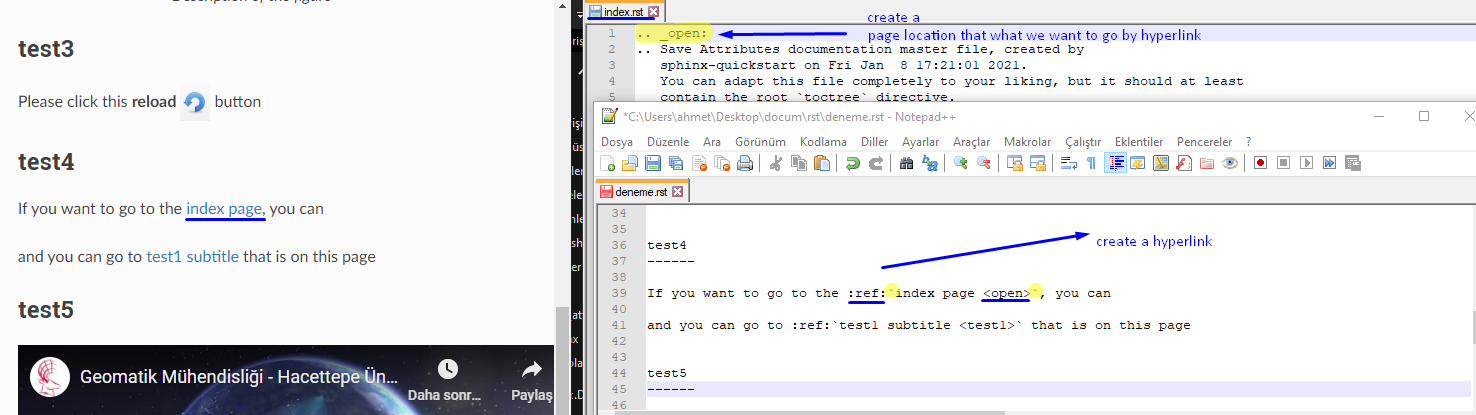 Description of the figure
test3
Please click this reload button
test4
If you want to go to the index page, you can
and you can go to test1 subtitle that is on this page
test5
Geomatik Mühendisliği - Hacettepe Ün...
Daha sonr...
Paylaş
index.rst
create a
page location that what we want to go by hyperlink
1 .. _open:
2 .. Save Attributes documentation master file, created by
3 sphinx-quickstart on Fri Jan  8 17:21:01 2021.
4 You can adapt this file completely to your liking, but it should at least
5 contain the root `toctree` directive.
*C:\Users\ahmet\Desktop\docum\rst\deneme.rst - Notepad++
Dosya Düzenle Ara Görünüm Kodlama Diller Ayarlar Araçlar Makrolar Çalıştır Eklentiler Pencereler ?
deneme.rst
34
35
36 test4
37 ------
38
39 If you want to go to the :ref:`index page <open>`, you can
40
41 and you can go to :ref:`test1 subtitle <test1>` that is on this page
42
43
44 test5
45 ------
46
create a hyperlink